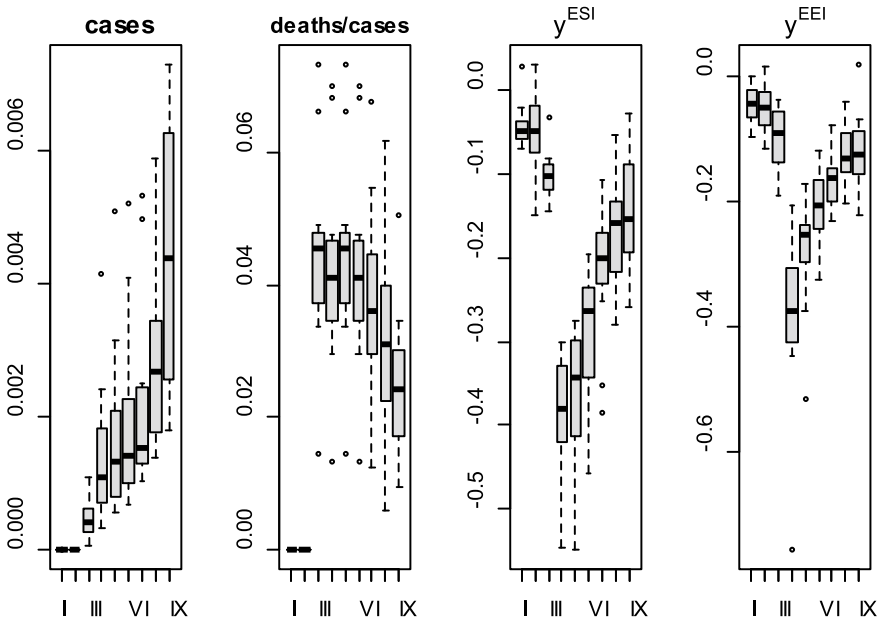 cases
0.000 0.002 0.004 0.006
I III VI IX
deaths/cases
0.00 0.02 0.04 0.06
I III VI IX
y^ESI
-0.5 -0.4 -0.3 -0.2 -0.1 0.0
I III VI IX
y^EEI
-0.6 -0.4 -0.2 0.0
I III VI IX